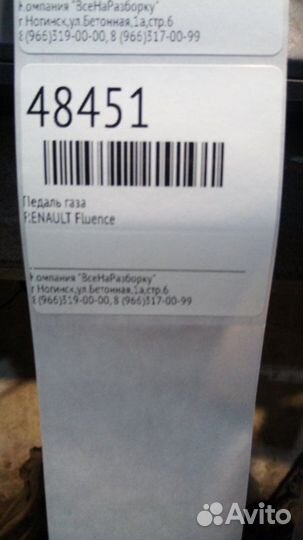 Компания "ВсеНаРазборку"
г Ногинск,ул.Бетонная,1а,стр.6
8(966)319-00-00, 8 (966)317-00-99
48451
Педаль газа
RENAULT Fluence
Компания "ВсеНаРазборку"
г Ногинск,ул.Бетонная,1а,стр.6
8(966)319-00-00, 8 (966)317-00-99
Avito